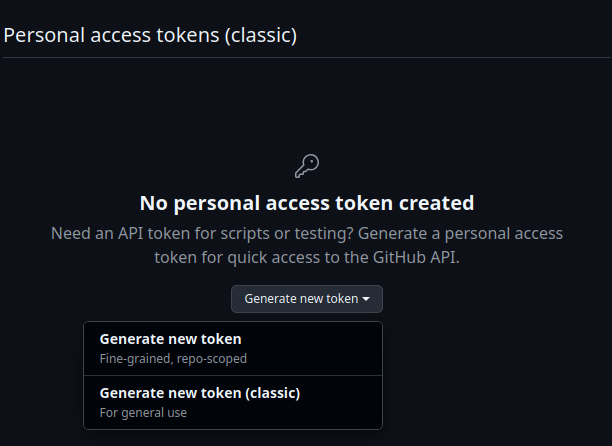 Personal access tokens (classic)
No personal access token created
Need an API token for scripts or testing? Generate a personal access
token for quick access to the GitHub API.
Generate new token
Generate new token
Fine-grained, repo-scoped
Generate new token (classic)
For general use